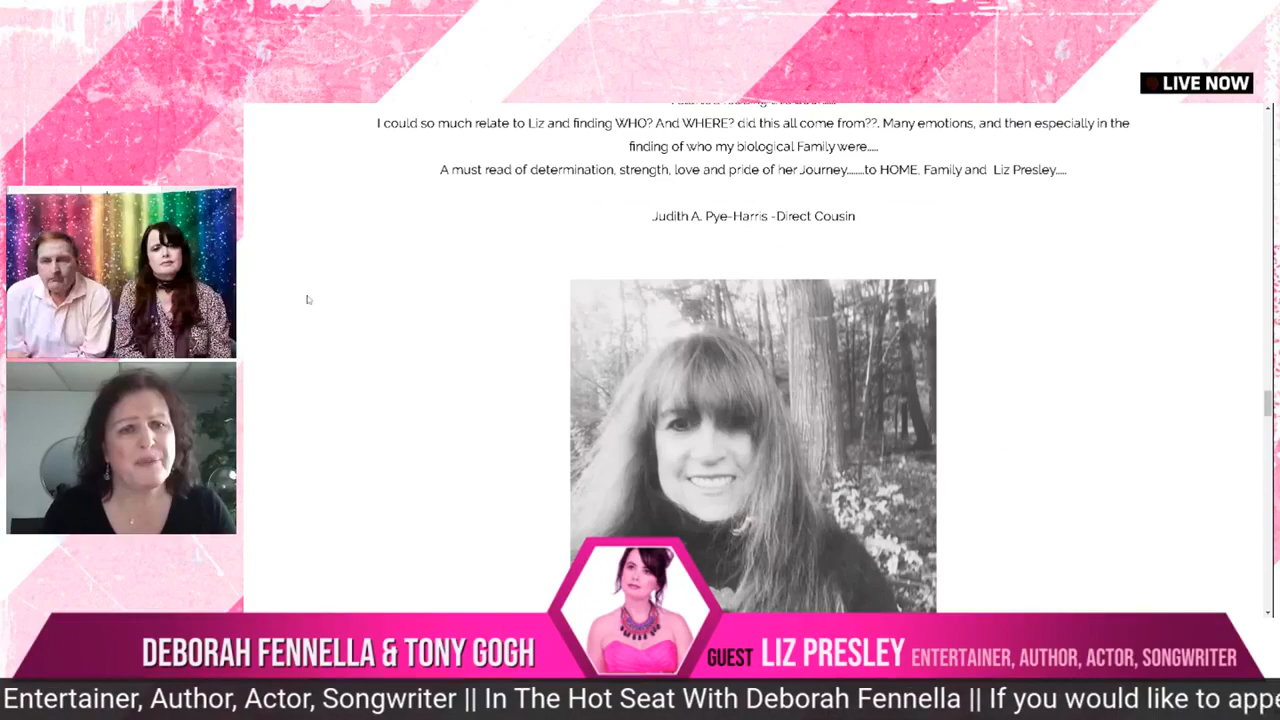 LIVE NOW
I could so much relate to Liz and finding WHO? And WHERE? did this all come from??. Many emotions, and then especially in the
finding of who my biological Family were.....
A must read of determination, strength, love and pride of her Journey........to HOME, Family and Liz Presley.....
Judith A. Pye-Harris -Direct Cousin
DEBORAH FENNELLA & TONY GOGH
GUEST LIZ PRESLEY ENTERTAINER, AUTHOR, ACTOR, SONGWRITER
Entertainer, Author, Actor, Songwriter || In The Hot Seat With Deborah Fennella || If you would like to appe